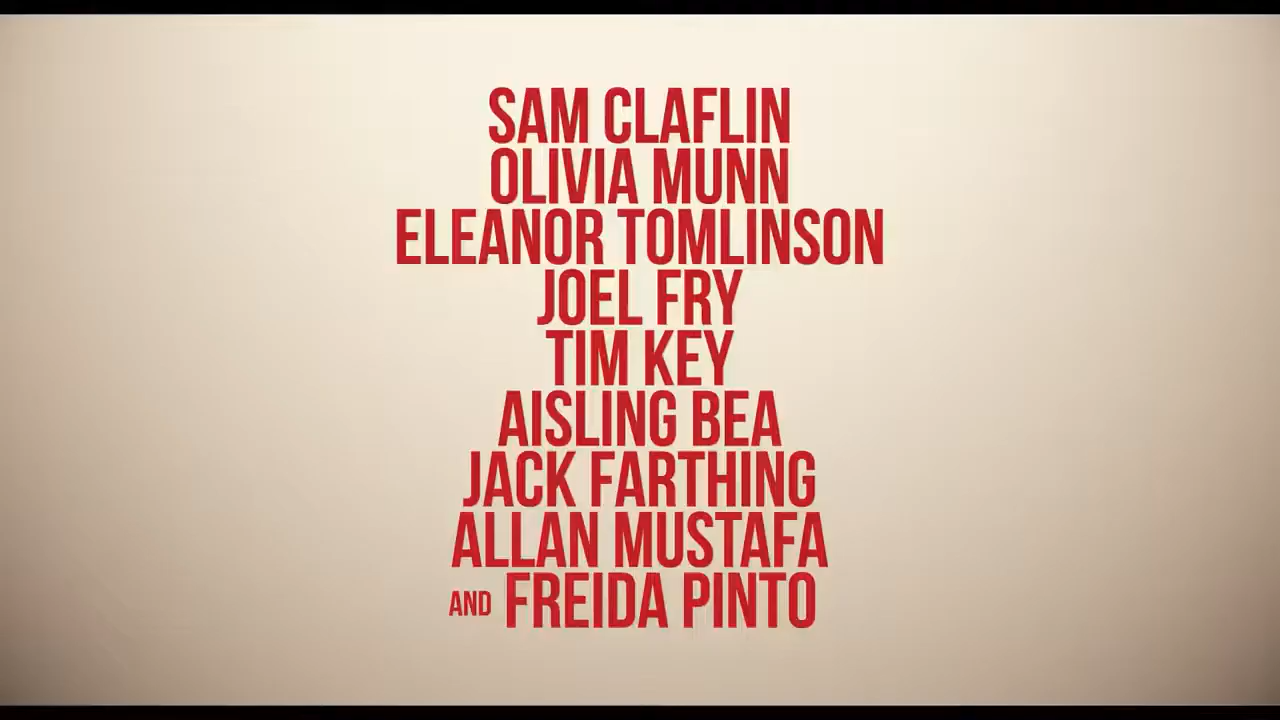 SAM CLAFLIN
OLIVIA MUNN
ELEANOR TOMLINSON
JOEL FRY
TIM KEY
AISLING BEA
JACK FARTHING
ALLAN MUSTAFA
AND FREIDA PINTO